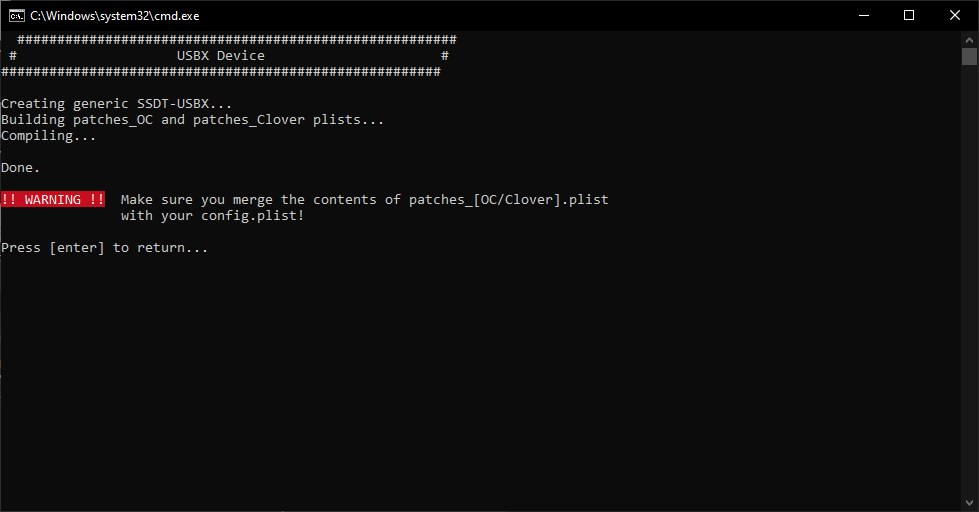 C:\Windows\system32\cmd.exe
#######################################################
# USBX Device #
#######################################################
Creating generic SSDT-USBX...
Building patches_OC and patches_Clover plists...
Compiling...
Done.
!! WARNING !! Make sure you merge the contents of patches_[OC/Clover].plist
with your config.plist!
Press [enter] to return...